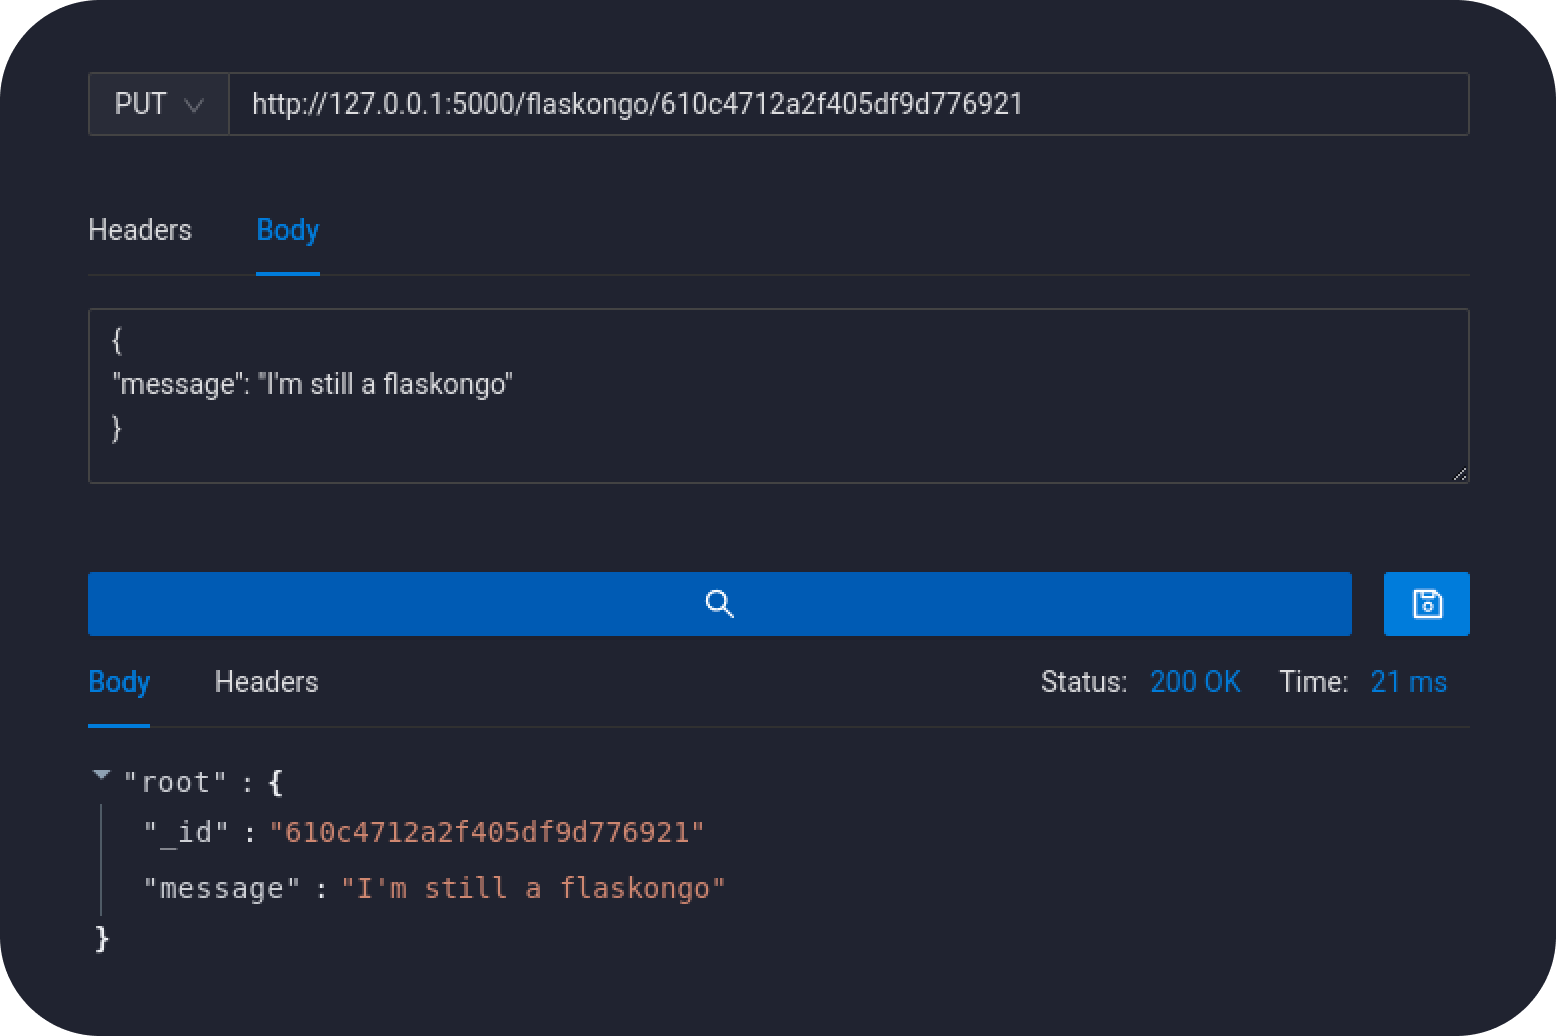 PUT http://127.0.0.1:5000/flaskongo/610c4712a2f405df9d776921
Headers Body
{
"message": "I'm still a flaskongo"
}
Body Headers Status: 200 OK Time: 21 ms
"root" : {
"_id" : "610c4712a2f405df9d776921"
"message" : "I'm still a flaskongo"
}